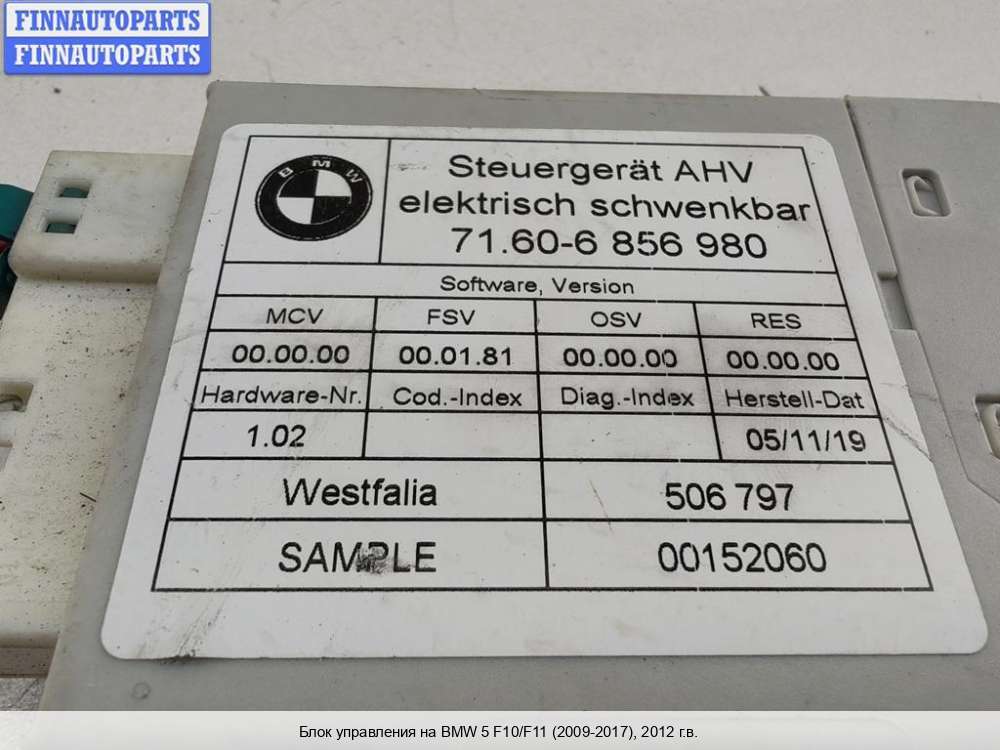 FINNAUTOPARTS
FINNAUTOPARTS
BMW
Steuergerät AHV
elektrisch schwenkbar
71.60-6 856 980
Software, Version
MCV FSV OSV RES
00.00.00 00.01.81 00.00.00 00.00.00
Hardware-Nr. Cod.-Index Diag.-Index Herstell-Dat
1.02 05/11/19
Westfalia 506 797
SAMPLE 00152060
Блок управления на BMW 5 F10/F11 (2009-2017), 2012 г.в.